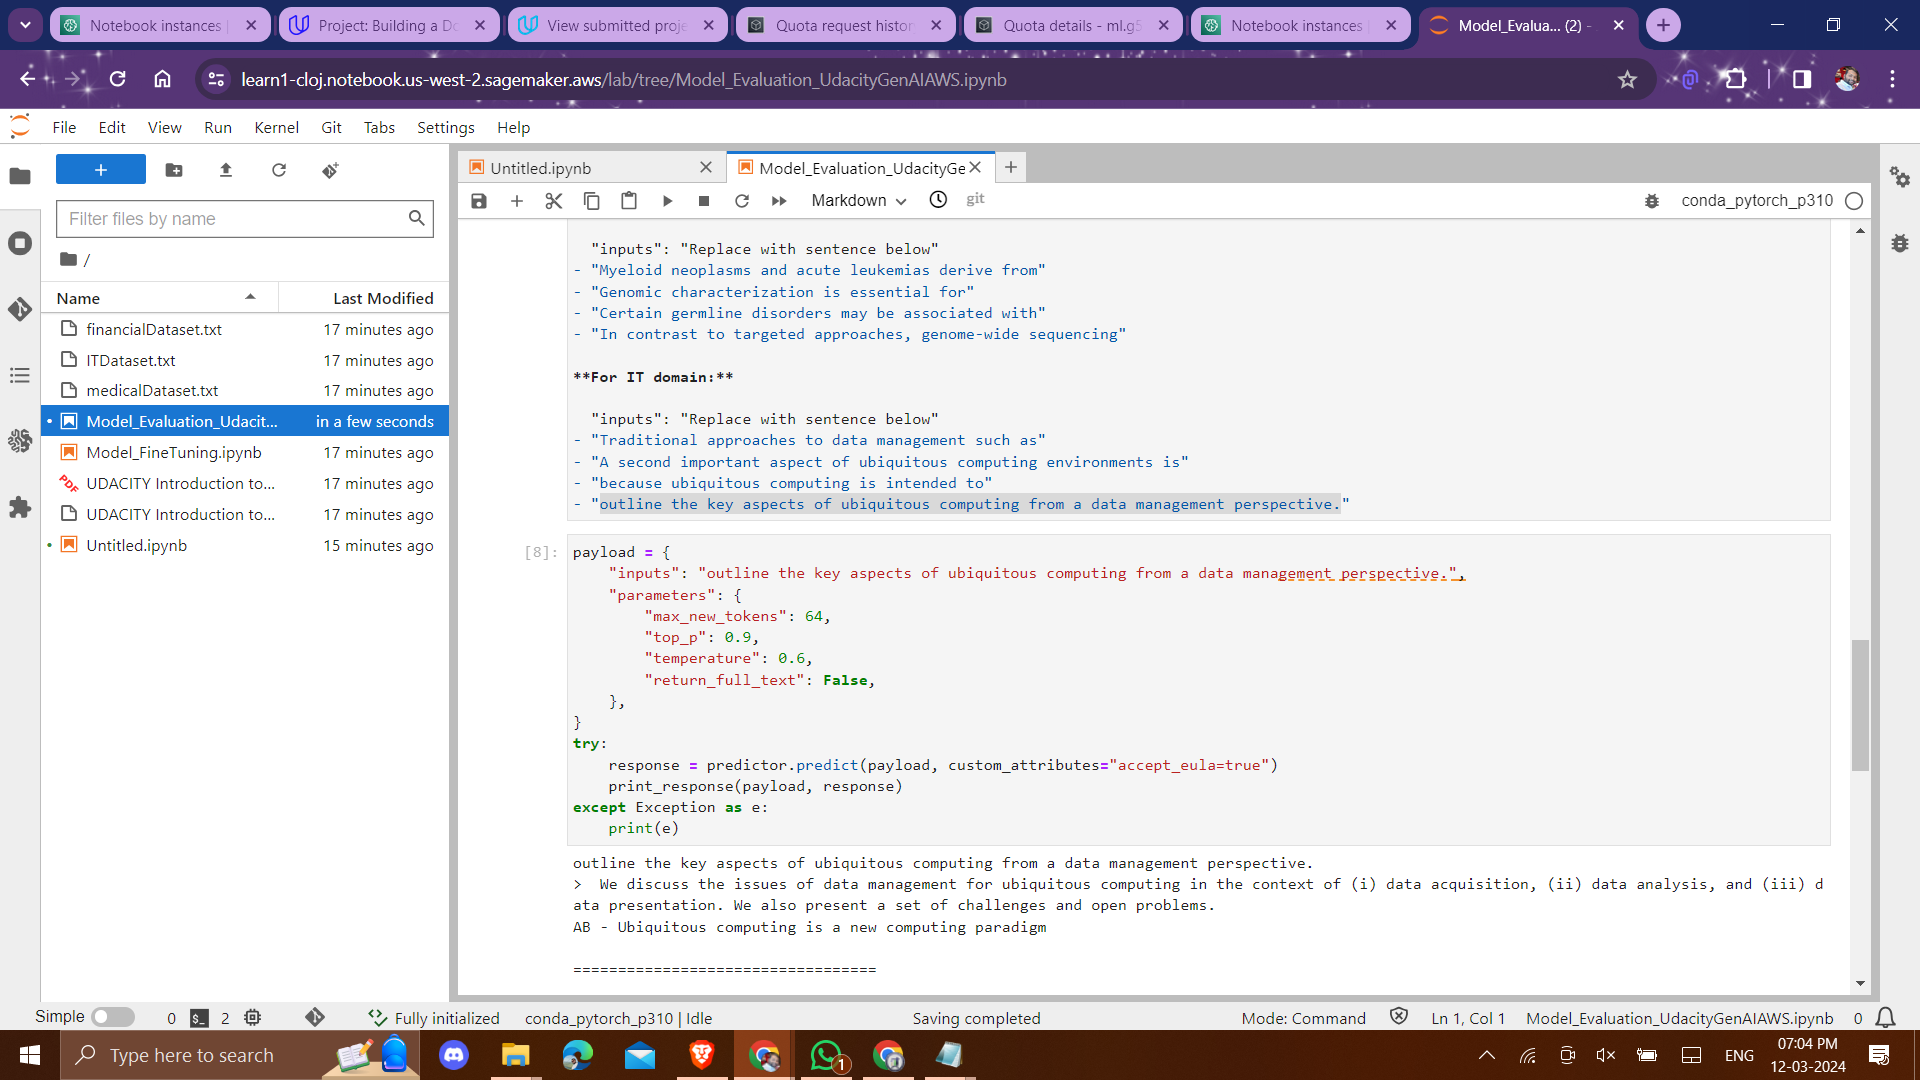 Notebook instances
Project: Building a Do
View submitted proje
Quota request histor
Quota details - ml.g5
Notebook instances
Model_Evalua... (2) -
learn1-cloj.notebook.us-west-2.sagemaker.aws/lab/tree/Model_Evaluation_UdacityGenAIAWS.ipynb
File Edit View Run Kernel Git Tabs Settings Help
Untitled.ipynb
Model_Evaluation_UdacityGe
Filter files by name
Markdown
git
conda_pytorch_p310
/
Name Last Modified
financialDataset.txt 17 minutes ago
ITDataset.txt 17 minutes ago
medicalDataset.txt 17 minutes ago
Model_Evaluation_Udacit... in a few seconds
Model_FineTuning.ipynb 17 minutes ago
PDF UDACITY Introduction to... 17 minutes ago
UDACITY Introduction to... 17 minutes ago
Untitled.ipynb 15 minutes ago
"inputs": "Replace with sentence below"
- "Myeloid neoplasms and acute leukemias derive from"
- "Genomic characterization is essential for"
- "Certain germline disorders may be associated with"
- "In contrast to targeted approaches, genome-wide sequencing"
**For IT domain:**
"inputs": "Replace with sentence below"
- "Traditional approaches to data management such as"
- "A second important aspect of ubiquitous computing environments is"
- "because ubiquitous computing is intended to"
- "outline the key aspects of ubiquitous computing from a data management perspective."
[8]:
payload = {
"inputs": "outline the key aspects of ubiquitous computing from a data management perspective.",
"parameters": {
"max_new_tokens": 64,
"top_p": 0.9,
"temperature": 0.6,
"return_full_text": False,
},
}
try:
response = predictor.predict(payload, custom_attributes="accept_eula=true")
print_response(payload, response)
except Exception as e:
print(e)
outline the key aspects of ubiquitous computing from a data management perspective.
> We discuss the issues of data management for ubiquitous computing in the context of (i) data acquisition, (ii) data analysis, and (iii) d
ata presentation. We also present a set of challenges and open problems.
AB - Ubiquitous computing is a new computing paradigm
==================================
Simple 0 $_ 2 Fully initialized conda_pytorch_p310 | Idle Saving completed Mode: Command Ln 1, Col 1 Model_Evaluation_UdacityGenAIAWS.ipynb 0
Type here to search
1
ENG
07:04 PM
12-03-2024